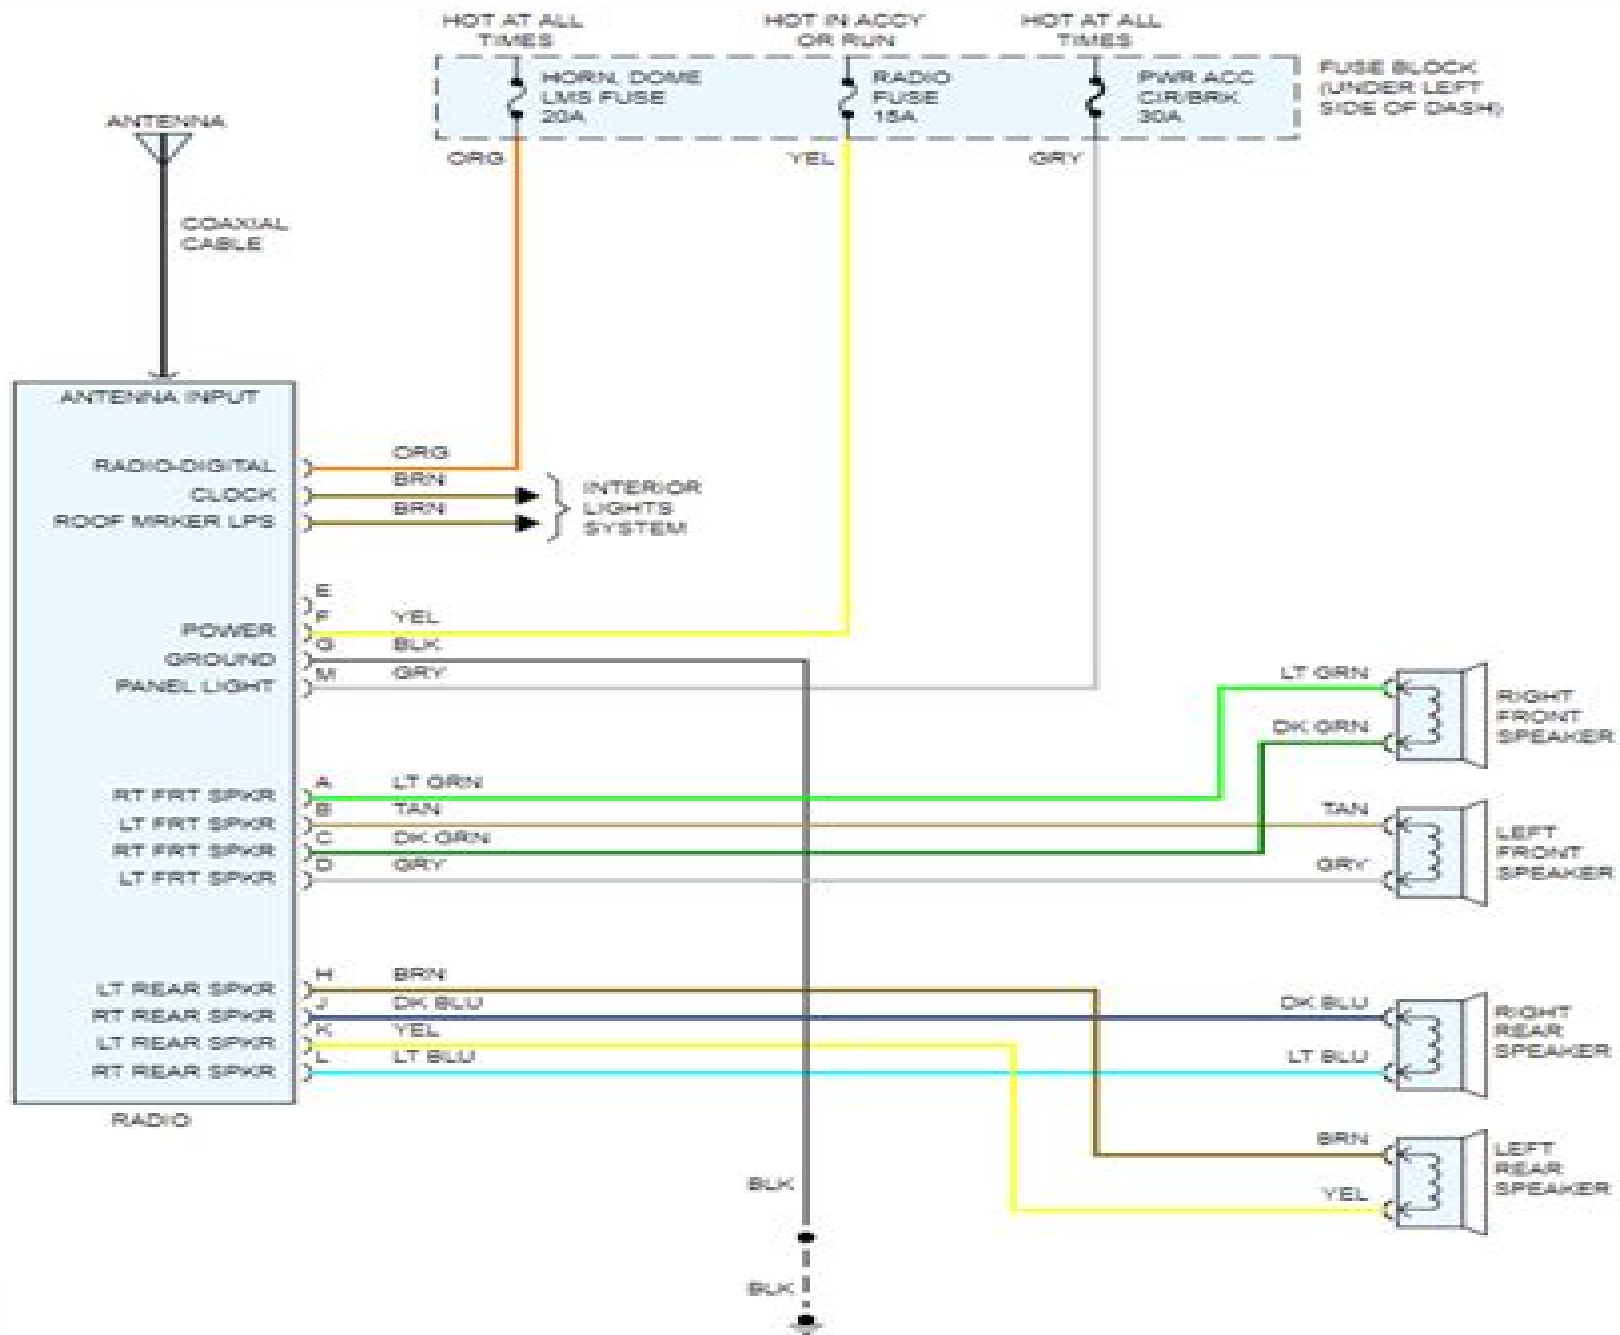 HOT AT ALL
TIMES
HOT IN ACCY
OR RUN
HOT AT ALL
TIMES
HORN, DOME
LMS FUSE
20A
RADIO
FUSE
15A
PWR ACC
CIR/BRK
30A
FUSE BLOCK
(UNDER LEFT
SIDE OF DASH)
ANTENNA
ORG
YEL
GRY
COAXIAL
CABLE
ANTENNA INPUT
RADIO-DIGITAL
ORG
CLOCK
BRN
ROOF MRKER LPS
BRN
INTERIOR
LIGHTS
SYSTEM
E
POWER
F
YEL
GROUND
G
BLK
PANEL LIGHT
M
GRY
LT GRN
DK GRN
RIGHT
FRONT
SPEAKER
RT FRT SPKR
A
LT GRN
LT FRT SPKR
B
TAN
RT FRT SPKR
C
DK GRN
LT FRT SPKR
D
GRY
TAN
GRY
LEFT
FRONT
SPEAKER
LT REAR SPKR
H
BRN
RT REAR SPKR
J
DK BLU
LT REAR SPKR
K
YEL
RT REAR SPKR
L
LT BLU
DK BLU
LT BLU
RIGHT
REAR
SPEAKER
RADIO
BRN
YEL
LEFT
REAR
SPEAKER
BLK
BLK